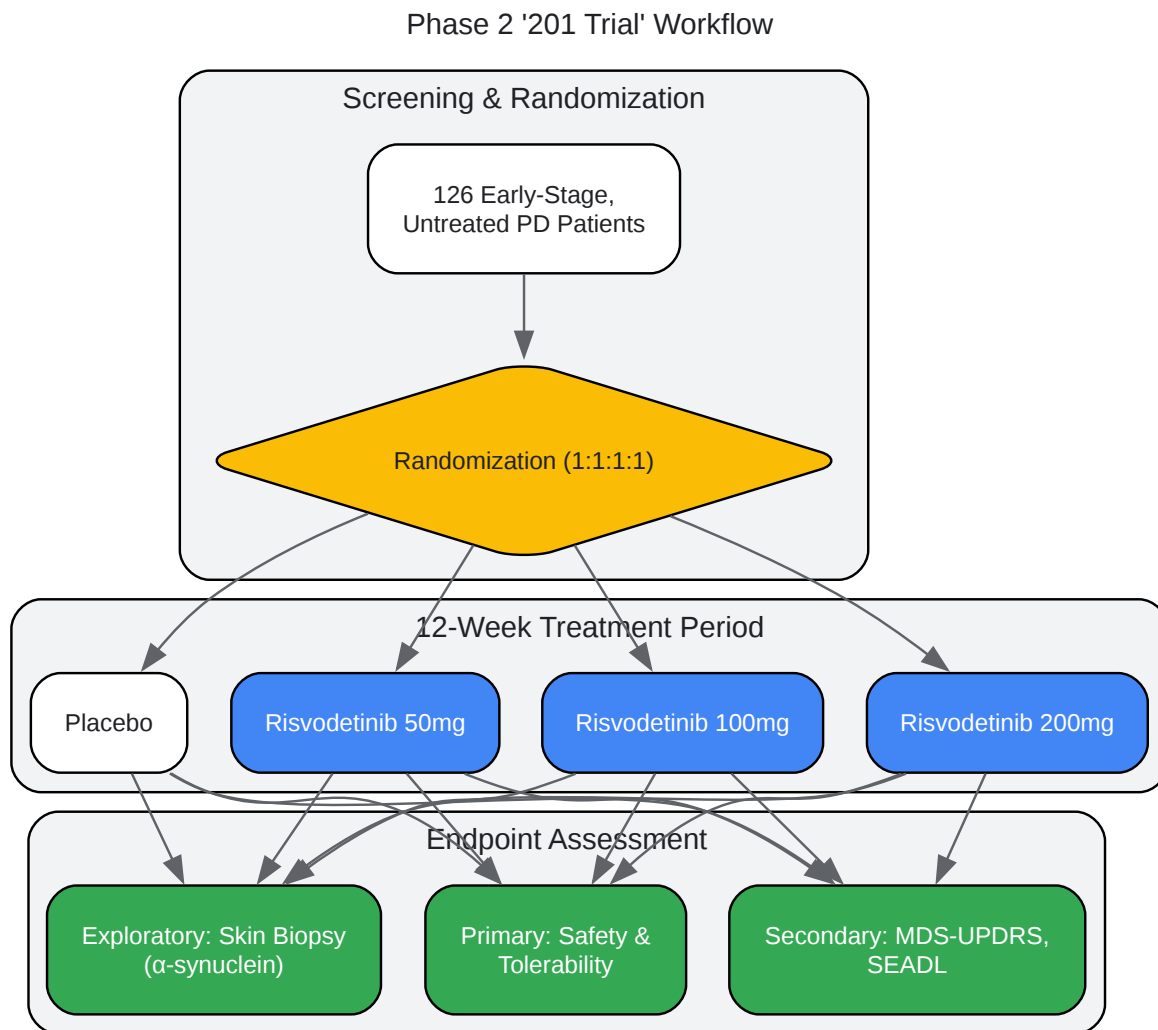 Phase 2 '201 Trial' Workflow
Screening & Randomization
126 Early-Stage,
Untreated PD Patients
Randomization (1:1:1:1)
12-Week Treatment Period
Placebo
Risvodetinib 50mg
Risvodetinib 100mg
Risvodetinib 200mg
Endpoint Assessment
Exploratory: Skin Biopsy
(α-synuclein)
Primary: Safety &
Tolerability
Secondary: MDS-UPDRS,
SEADL